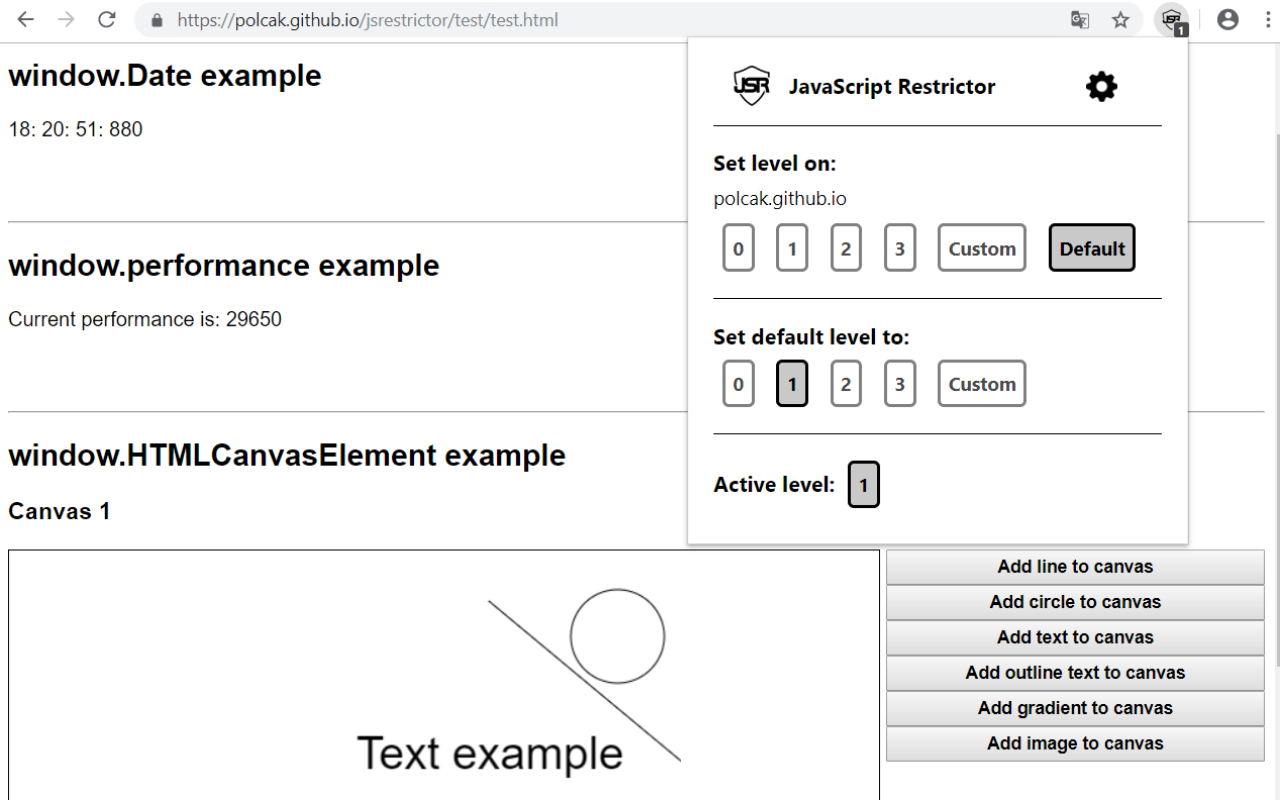 https://polcak.github.io/jsrestrictor/test/test.html
JSR
1
window.Date example
18: 20: 51: 880
window.performance example
Current performance is: 29650
window.HTMLCanvasElement example
Canvas 1
Text example
JSR JavaScript Restrictor
Set level on:
polcak.github.io
0 1 2 3 Custom Default
Set default level to:
0 1 2 3 Custom
Active level: 1
Add line to canvas
Add circle to canvas
Add text to canvas
Add outline text to canvas
Add gradient to canvas
Add image to canvas